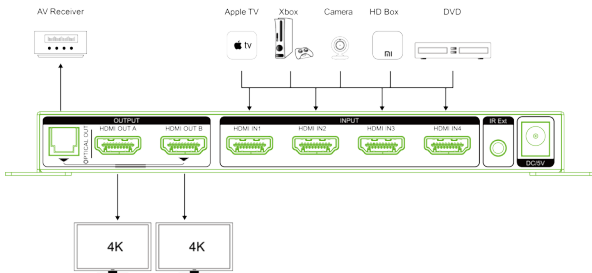 AV Receiver
Apple TV Xbox Camera HD Box DVD
tv
mi
OUTPUT INPUT IR Ext
OPTICAL OUT
HDMI OUT A HDMI OUT B HDMI IN1 HDMI IN2 HDMI IN3 HDMI IN4
DC/5V
4K 4K